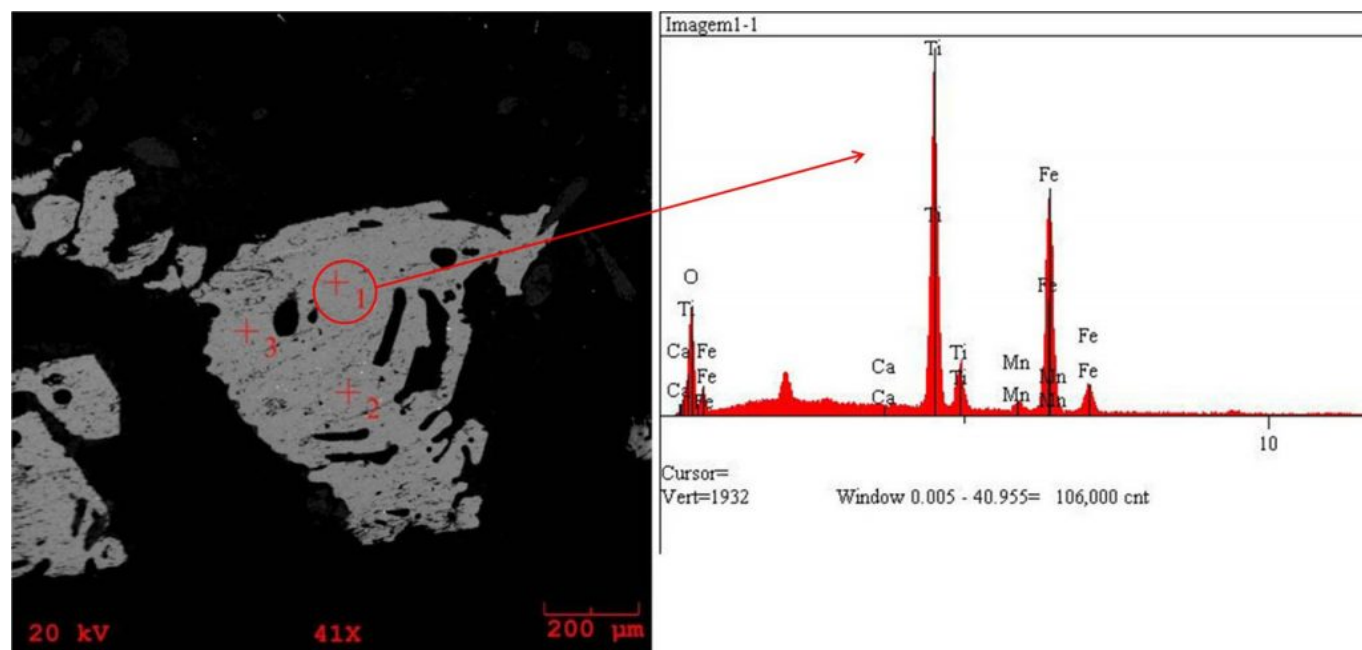 1
3
2
20 kV
41X
200 µm
Imagem1-1
Ti
Fe
Ti
O
Fe
Ti
Fe
Ca Fe
Ti
Mn
Ca
Fe
Ti
Mn
Mn
Ca
Fe
Ca
Mn
Fe
10
Cursor=
Vert=1932
Window 0.005 - 40.955= 106,000 cnt